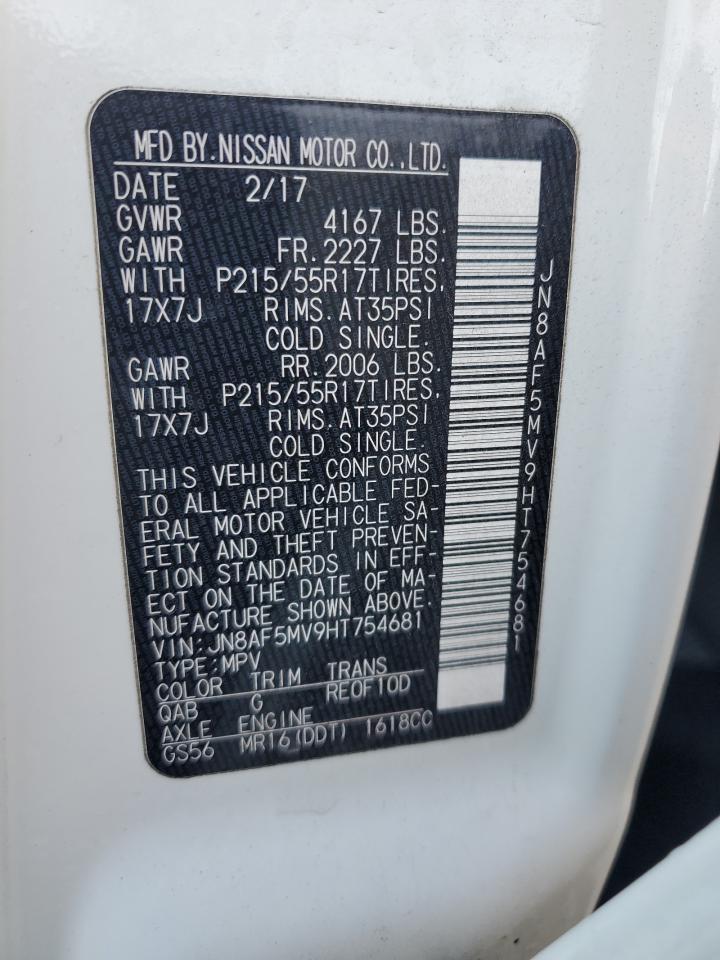 MFD BY.NISSAN MOTOR CO.,LTD.
DATE 2/17
GVWR 4167 LBS.
GAWR FR.2227 LBS.
WITH P215/55R17TIRES,
17X7J RIMS.AT35PSI
COLD SINGLE.
GAWR RR.2006 LBS.
WITH P215/55R17TIRES,
17X7J RIMS.AT35PSI
COLD SINGLE.
THIS VEHICLE CONFORMS
TO ALL APPLICABLE FED-
ERAL MOTOR VEHICLE SA-
FETY AND THEFT PREVEN-
TION STANDARDS IN EFF-
ECT ON THE DATE OF MA-
NUFACTURE SHOWN ABOVE.
VIN:JN8AF5MV9HT754681
TYPE:MPV
COLOR TRIM TRANS
QAB G REOF10D
AXLE ENGINE
GS56 MR16(DDT) 1618CC
JN8AF5MV9HT754681